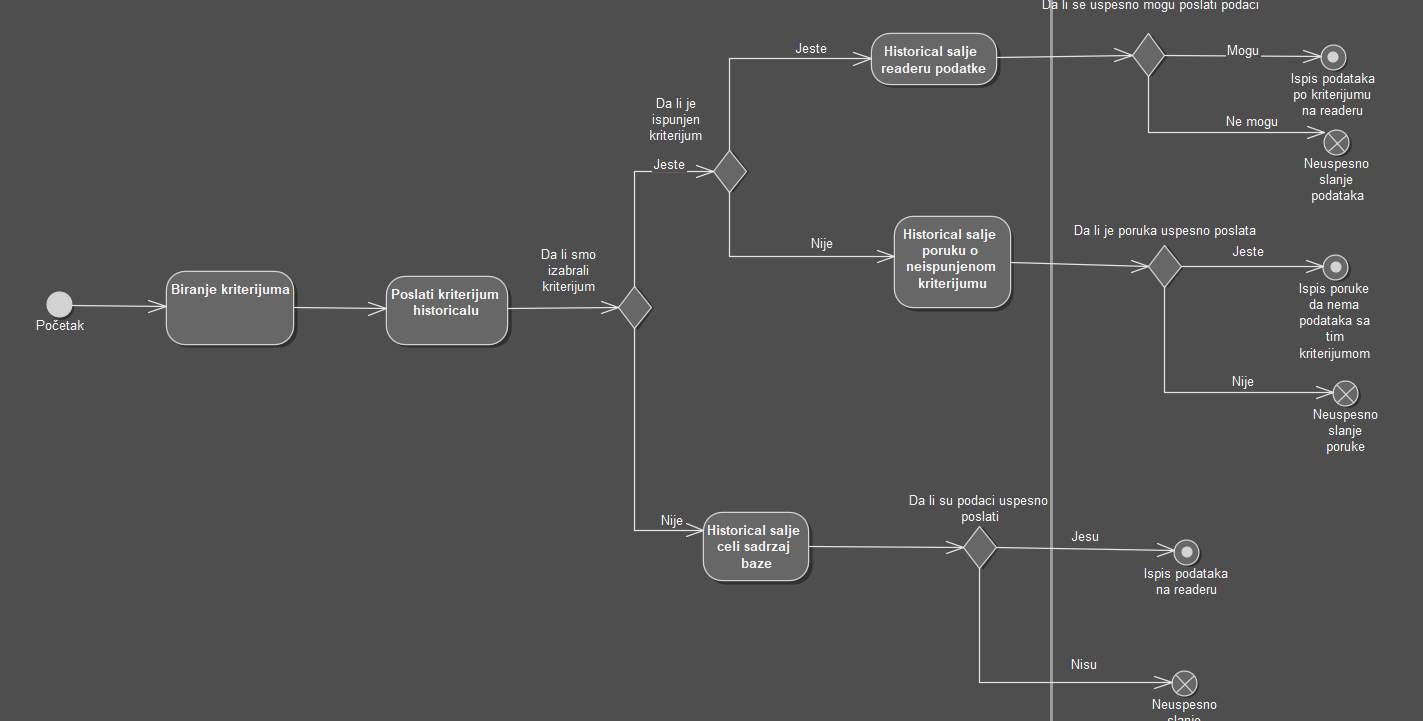 Da li se uspesno mogu poslati podaci
Jeste
Historical salje
readeru podatke
Mogu
Ispis podataka
po kriterijumu
na readeru
Da li je
ispunjen
kriterijum
Ne mogu
Neuspesno
slanje
podataka
Jeste
Nije
Historical salje
poruku o
neispunjenom
kriterijumu
Da li je poruka uspesno poslata
Jeste
Ispis poruke
da nema
podataka sa
tim
kriterijumom
Nije
Neuspesno
slanje
poruke
Da li smo
izabrali
kriterijum
Početak
Biranje kriterijuma
Poslati kriterijum
historicalu
Nije
Historical salje
celi sadrzaj
baze
Da li su podaci uspesno
poslati
Jesu
Ispis podataka
na readeru
Nisu
Neuspesno
slanje